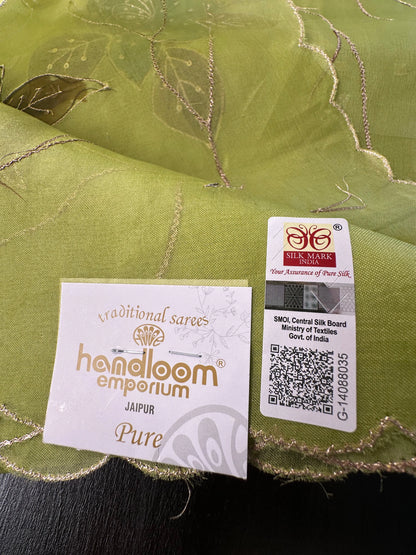 traditional sarees
handloom®
emporium
JAIPUR
Pure
®
SILK MARK
INDIA
Your Assurance of Pure Silk
SMOI, Central Silk Board
Ministry of Textiles
Govt. of India
G-14088035